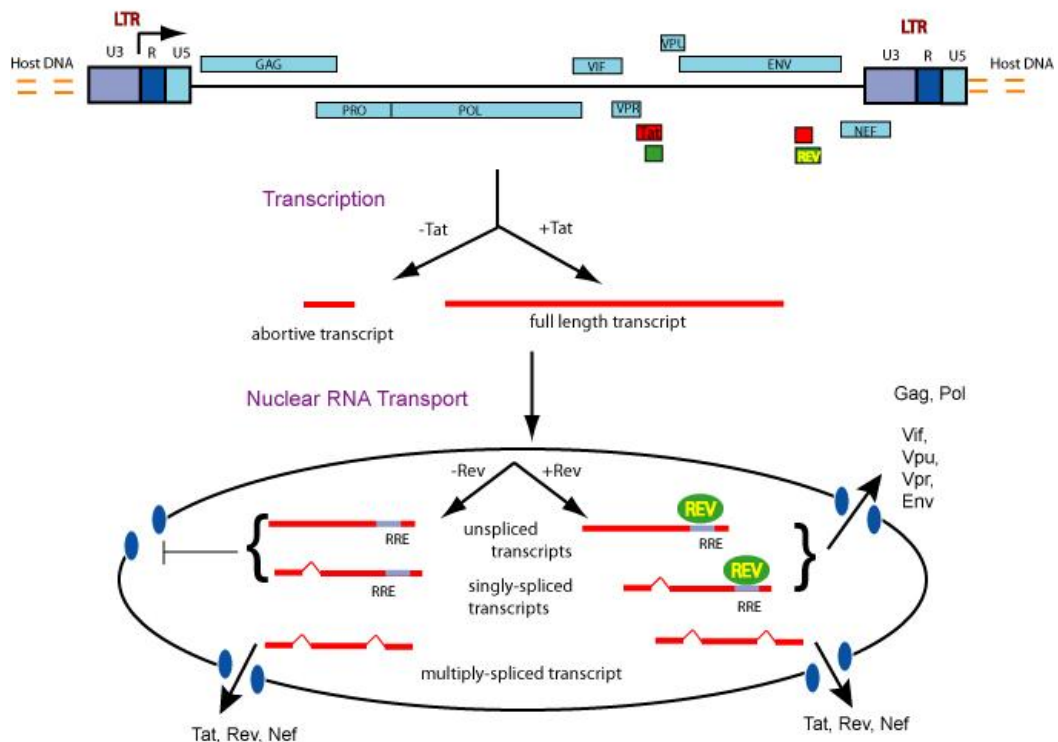 LTR
LTR
U3 R U5
U3 R U5
Host DNA
Host DNA
GAG
VIF
VPU
ENV
PRO
POL
VPR
Tat
NEF
REV
Transcription
-Tat
+Tat
abortive transcript
full length transcript
Nuclear RNA Transport
Gag, Pol
Vif,
Vpu,
Vpr,
Env
-Rev
+Rev
REV
unspliced
transcripts
RRE
RRE
REV
singly-spliced
transcripts
RRE
RRE
multiply-spliced transcript
Tat, Rev, Nef
Tat, Rev, Nef